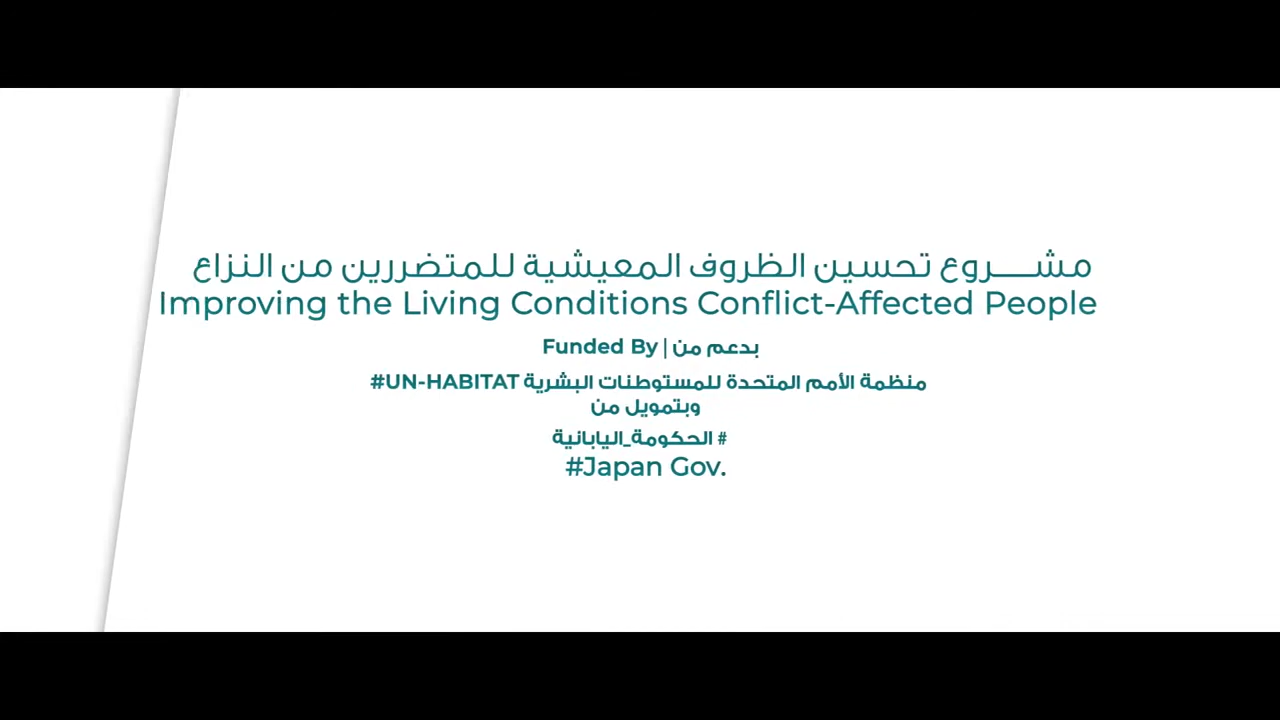 مشـــروع تحسين الظروف المعيشية للمتضررين من النزاع
Improving the Living Conditions Conflict-Affected People
Funded By | بدعم من
#UN-HABITAT منظمة الأمم المتحدة للمستوطنات البشرية
وبتمويل من
# الحكومة_اليابانية
#Japan Gov.